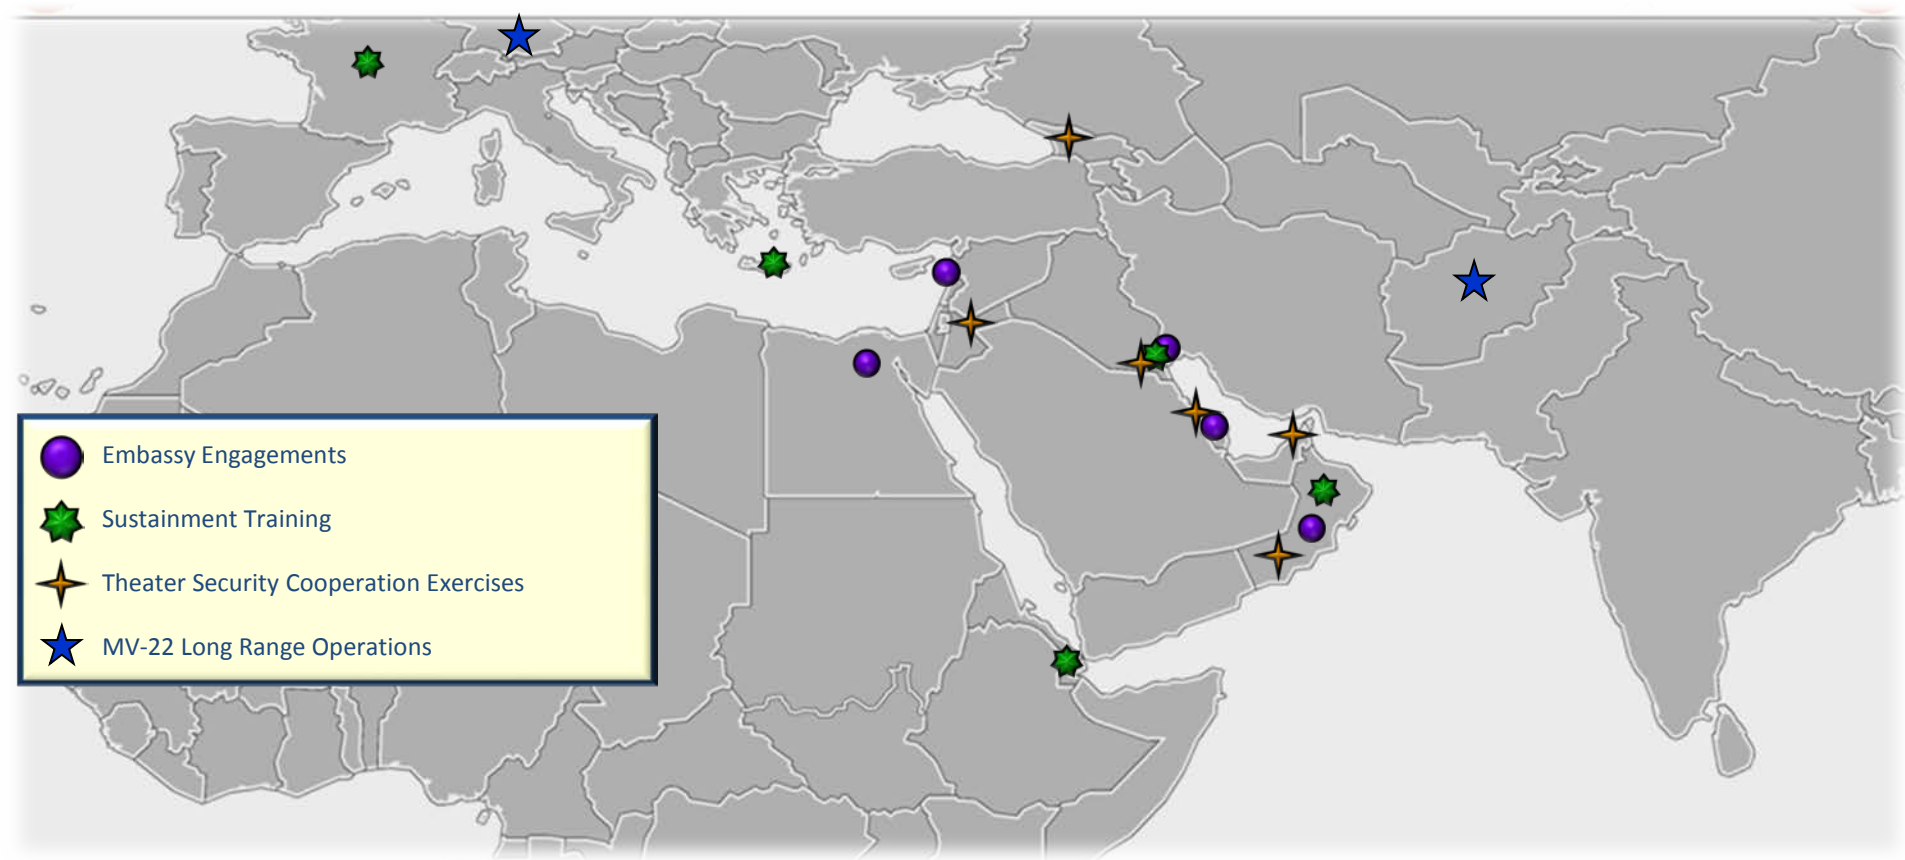 Embassy Engagements
Sustainment Training
Theater Security Cooperation Exercises
MV-22 Long Range Operations